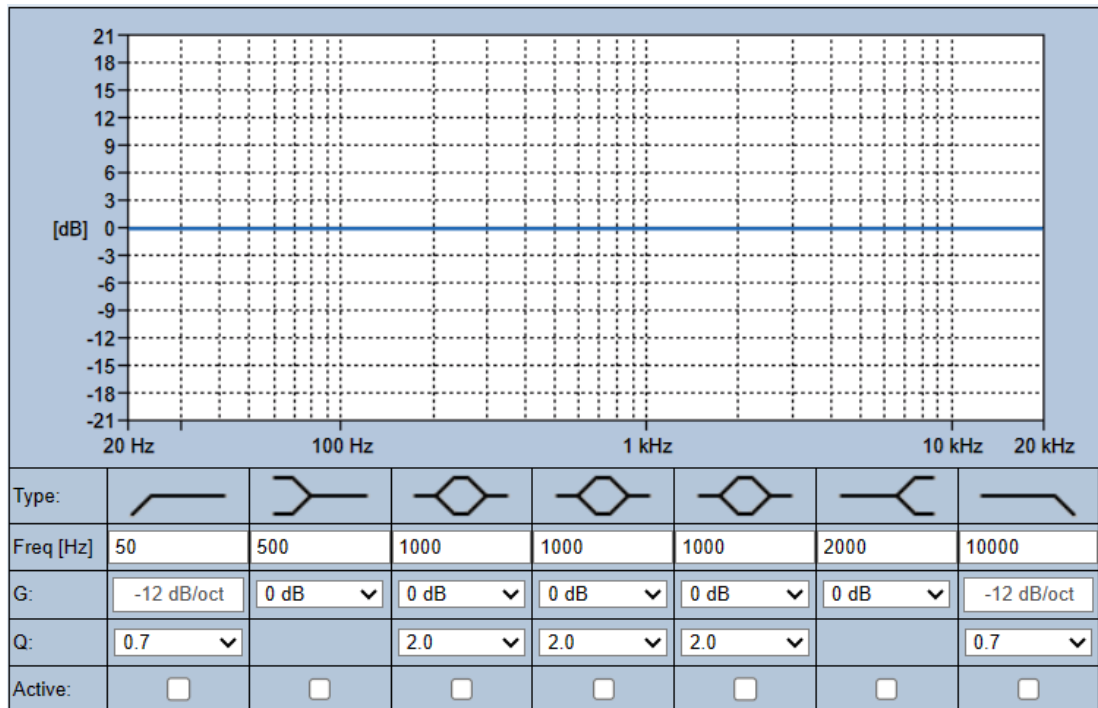 21
18
15
12
9
6
3
[dB] 0
-3
-6
-9
-12
-15
-18
-21
20 Hz 100 Hz 1 kHz 10 kHz 20 kHz
Type:
Freq [Hz] 50 500 1000 1000 1000 2000 10000
G: -12 dB/oct 0 dB 0 dB 0 dB 0 dB 0 dB -12 dB/oct
Q: 0.7 2.0 2.0 2.0 0.7
Active: